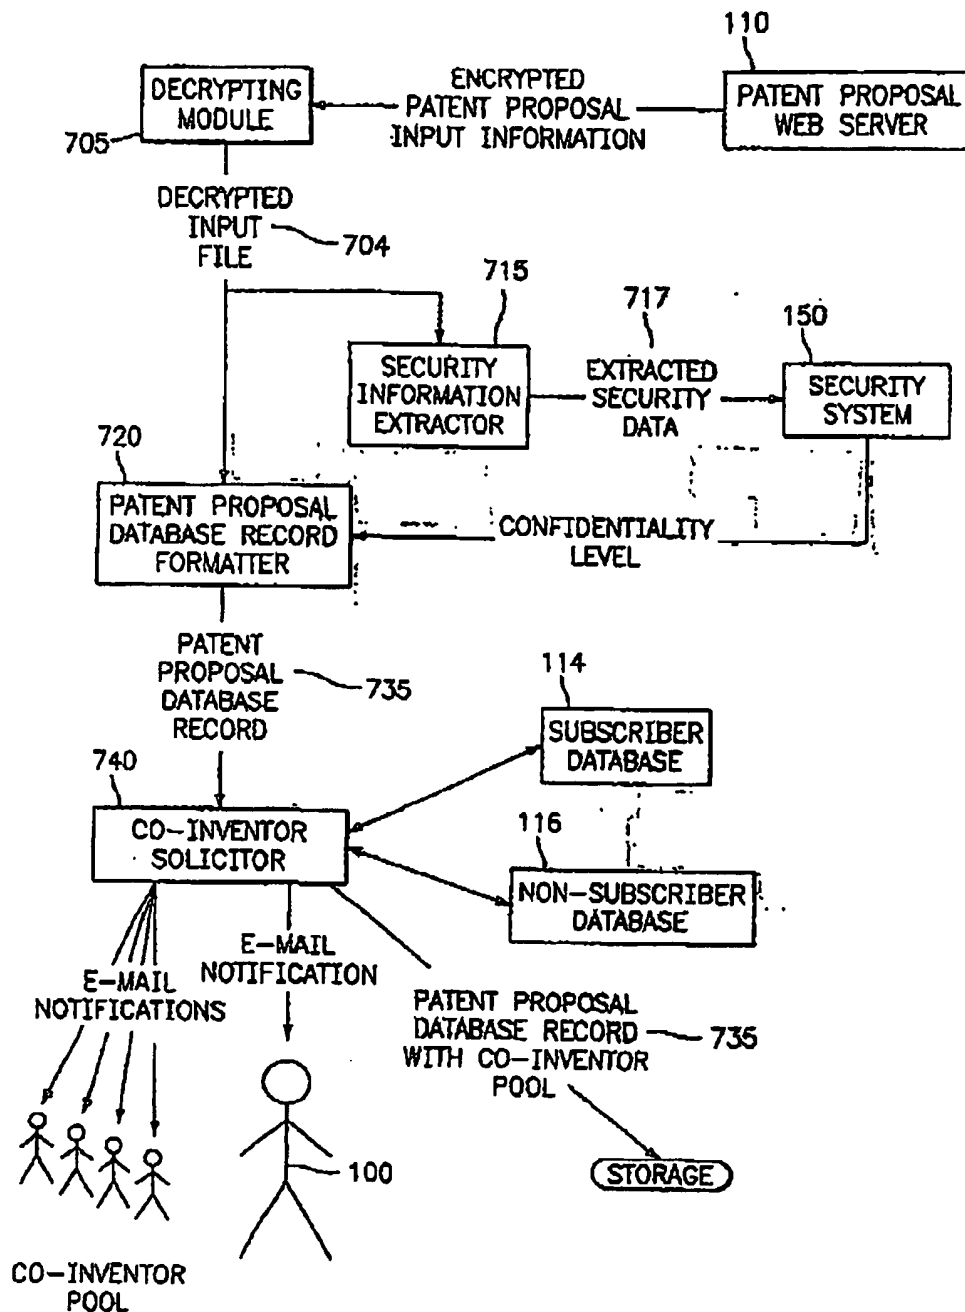 110
DECRYPTING
MODULE
705
ENCRYPTED
PATENT PROPOSAL
INPUT INFORMATION
PATENT PROPOSAL
WEB SERVER
DECRYPTED
INPUT
FILE
704
715
717
150
SECURITY
INFORMATION
EXTRACTOR
EXTRACTED
SECURITY
DATA
SECURITY
SYSTEM
720
PATENT PROPOSAL
DATABASE RECORD
FORMATTER
CONFIDENTIALITY
LEVEL
PATENT
PROPOSAL
DATABASE
RECORD
735
114
SUBSCRIBER
DATABASE
740
CO-INVENTOR
SOLICITOR
116
NON-SUBSCRIBER
DATABASE
E-MAIL
NOTIFICATIONS
E-MAIL
NOTIFICATION
PATENT PROPOSAL
DATABASE RECORD
WITH CO-INVENTOR
POOL
735
100
STORAGE
CO-INVENTOR
POOL